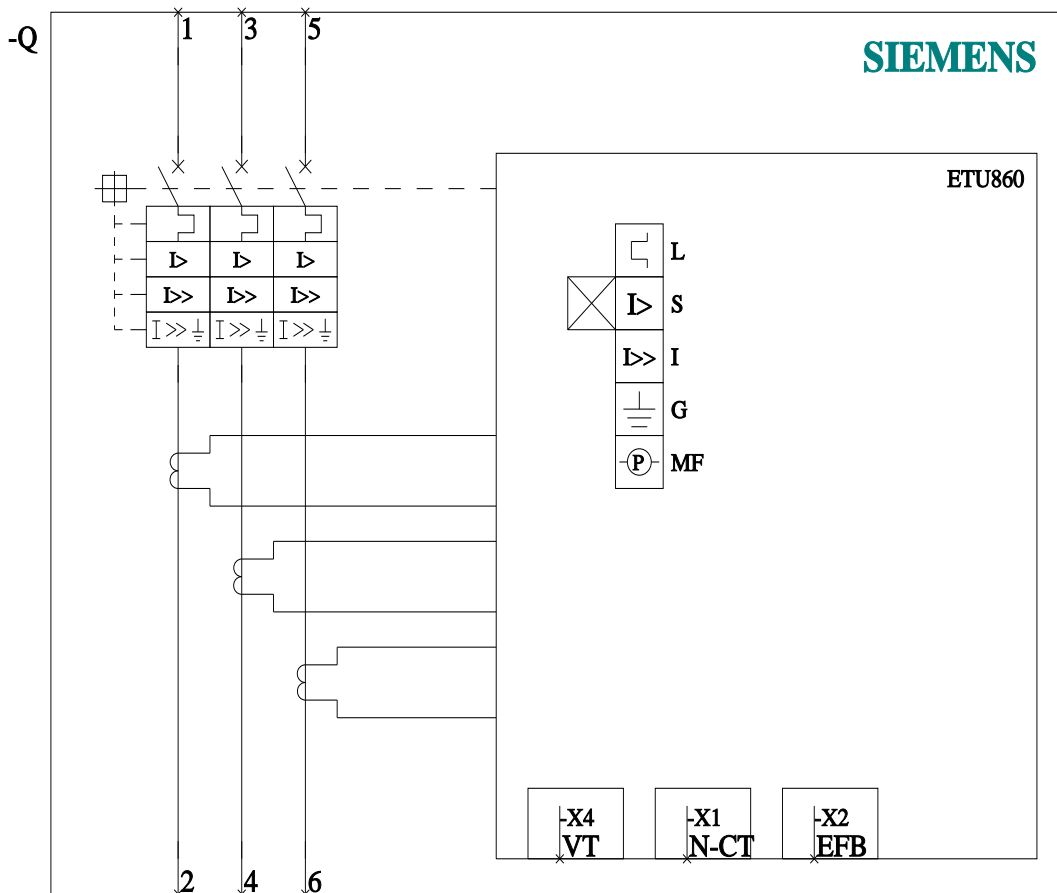 1 3 5
-Q
SIEMENS
ETU860
L
I> I> I>
I> S
I>> I>> I>>
I>> I
I>> I>> I>>
G
P MF
-X4 -X1 -X2
VT N-CT EFB
2 4 6